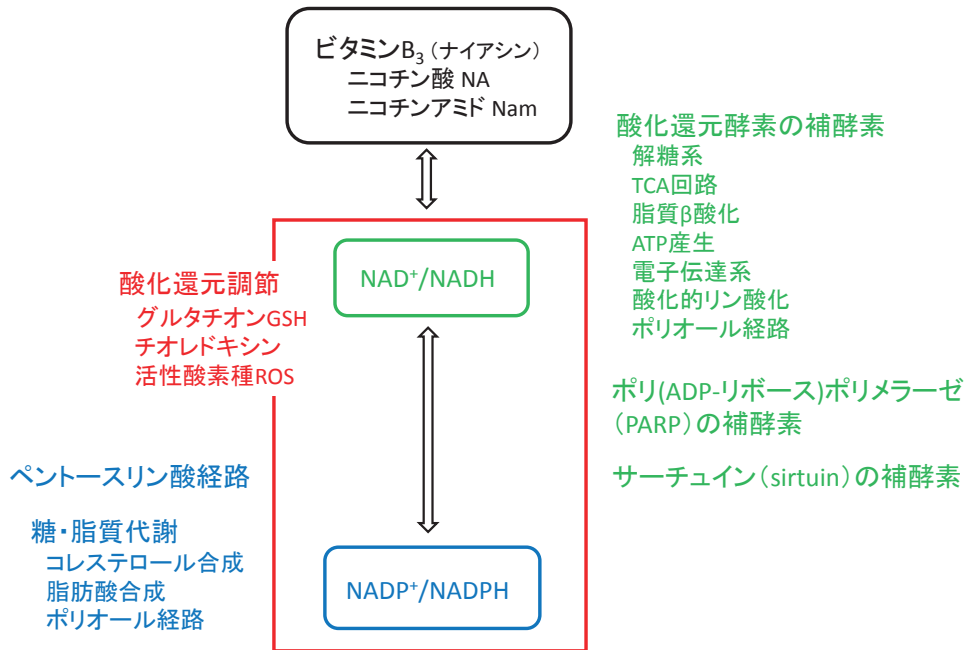 ビタミンB₃（ナイアシン）
ニコチン酸 NA
ニコチンアミド Nam
酸化還元酵素の補酵素
解糖系
TCA回路
脂質β酸化
ATP産生
電子伝達系
酸化的リン酸化
ポリオール経路
NAD⁺/NADH
酸化還元調節
グルタチオンGSH
チオレドキシン
活性酸素種ROS
ポリ(ADP-リボース)ポリメラーゼ
（PARP）の補酵素
サーチュイン（sirtuin）の補酵素
ペントースリン酸経路
糖・脂質代謝
コレステロール合成
脂肪酸合成
ポリオール経路
NADP⁺/NADPH